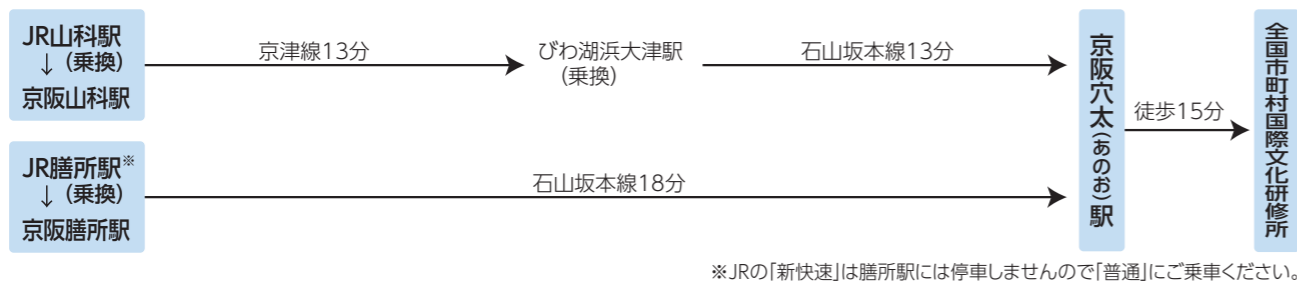 JR山科駅
↓（乗換）
京阪山科駅
京津線13分
びわ湖浜大津駅
（乗換）
石山坂本線13分
JR膳所駅※
↓（乗換）
京阪膳所駅
石山坂本線18分
京阪穴太（あのお）駅
徒歩15分
全国市町村国際文化研修所
※JRの「新快速」は膳所駅には停車しませんので「普通」にご乗車ください。